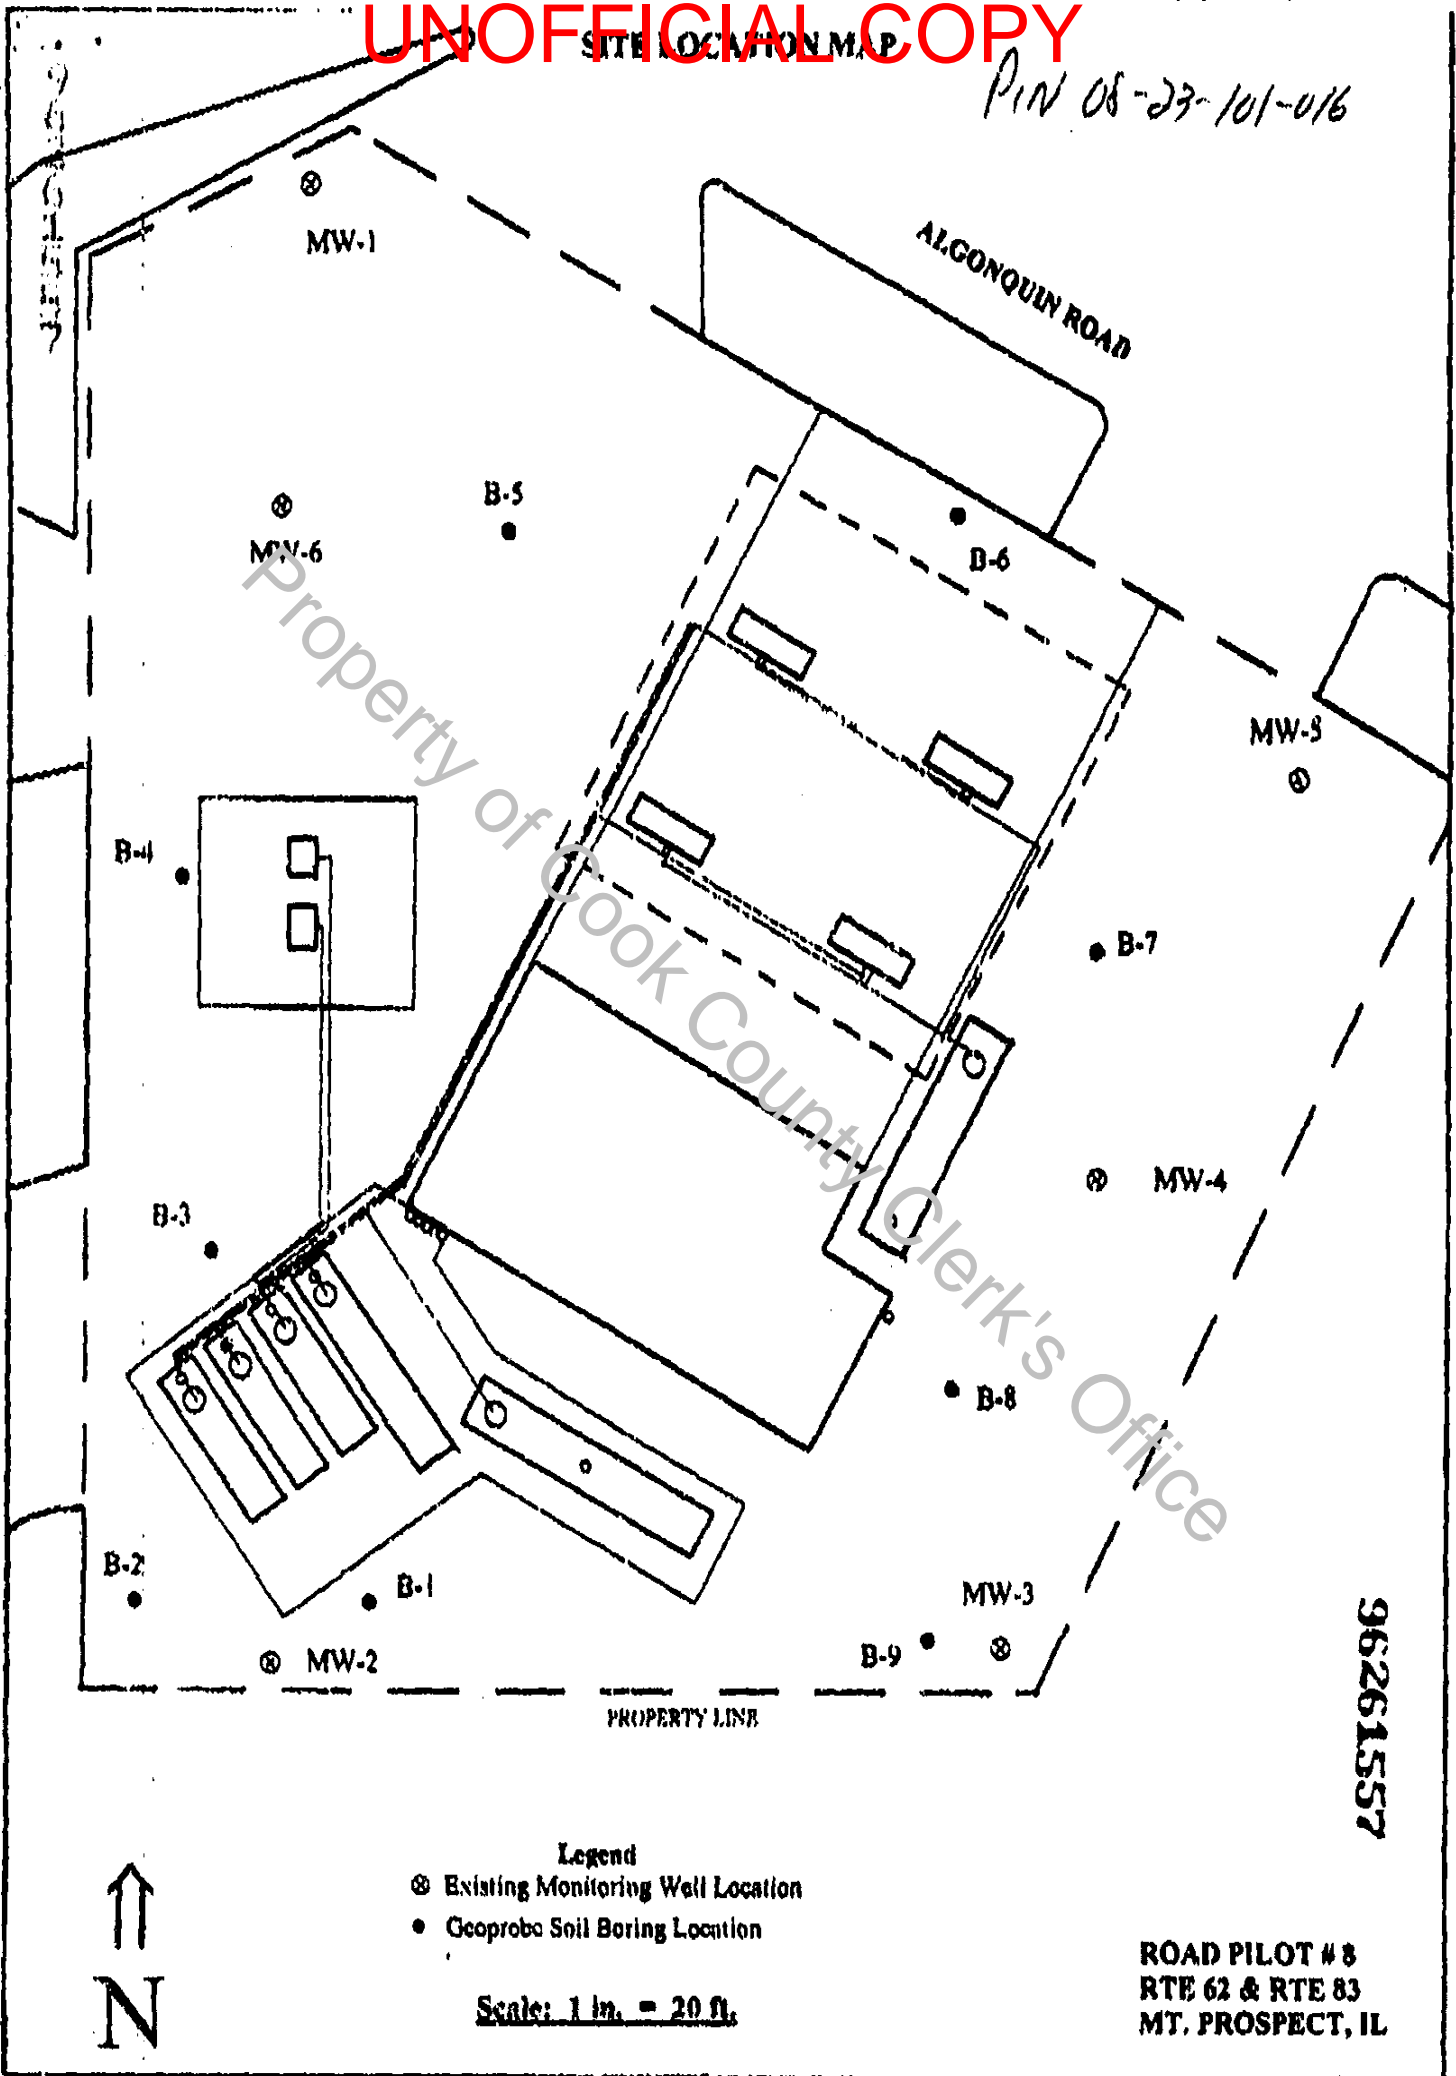 UNOFFICIAL COPY
SITE LOCATION MAP
PIN 08-23-101-016
MW-1
ALGONQUIN ROAD
B-5
MW-6
B-6
MW-5
B-4
B-7
MW-4
B-3
B-8
B-2
B-1
MW-3
B-9
MW-2
PROPERTY LINE
Property of Cook County Clerk's Office
96261557
Legend
Existing Monitoring Well Location
Geoprobe Soil Boring Location
Scale: 1 in. = 20 ft.
N
ROAD PILOT # 8
RTE 62 & RTE 83
MT. PROSPECT, IL